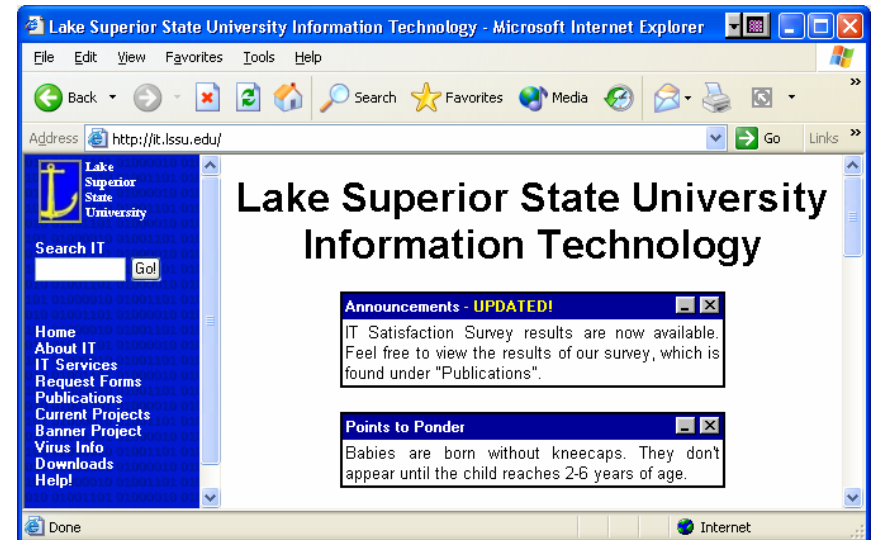 Lake Superior State University Information Technology - Microsoft Internet Explorer
File Edit View Favorites Tools Help
Back Search Favorites Media »
Address http://it.lssu.edu/ Go Links »
Lake
Superior
State
University
Search IT
Go!
Home
About IT
IT Services
Request Forms
Publications
Current Projects
Banner Project
Virus Info
Downloads
Help!
Lake Superior State University
Information Technology
Announcements - UPDATED!
IT Satisfaction Survey results are now available.
Feel free to view the results of our survey, which is
found under "Publications".
Points to Ponder
Babies are born without kneecaps. They don't
appear until the child reaches 2-6 years of age.
Done Internet